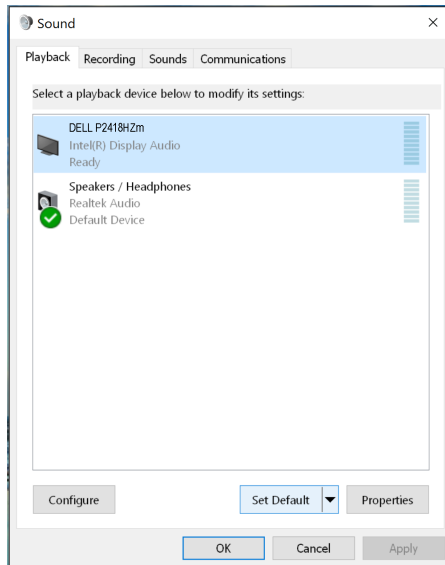 Sound
Playback Recording Sounds Communications
Select a playback device below to modify its settings:
DELL P2418HZm
Intel(R) Display Audio
Ready
Speakers / Headphones
Realtek Audio
Default Device
Configure Set Default Properties
OK Cancel Apply